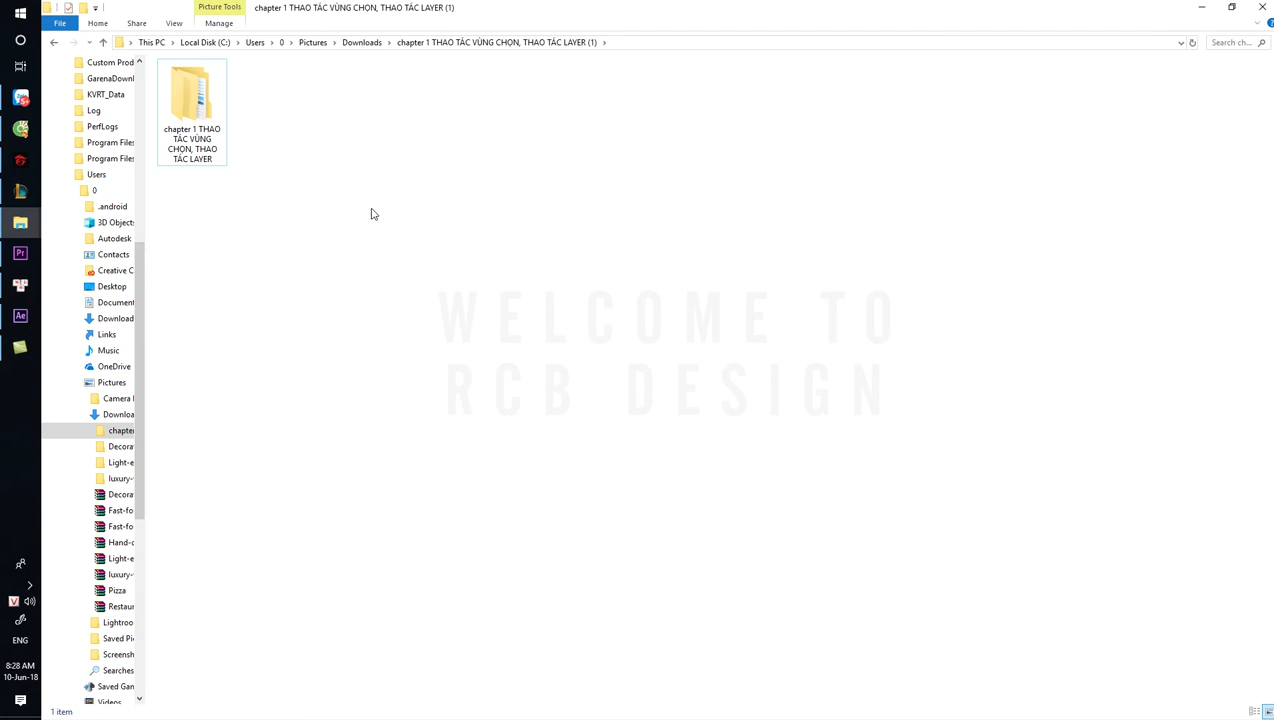 Picture Tools
chapter 1 THAO TÁC VÙNG CHỌN, THAO TÁC LAYER (1)
File
Home
Share
View
Manage
This PC
Local Disk (C:)
Users
0
Pictures
Downloads
chapter 1 THAO TÁC VÙNG CHỌN, THAO TÁC LAYER (1)
Search ch...
Custom Prod
GarenaDownl
KVRT_Data
Log
PerfLogs
Program Files
Program Files
Users
0
.android
3D Objects
Autodesk
Contacts
Creative C
Desktop
Document
Download
Links
Music
OneDrive
Pictures
Camera
Downloa
chapter
Decora
Light-e
luxury-
Decora
Fast-fo
Fast-fo
Hand-c
Light-e
luxury-
Pizza
Restaur
Lightroo
Saved Pi
Screensh
Searches
Saved Gan
Videos
chapter 1 THAO
TÁC VÙNG
CHỌN, THAO
TÁC LAYER
WELCOME TO
RCB DESIGN
5+
Pr
Ae
V
ENG
8:28 AM
10-Jun-18
1 item